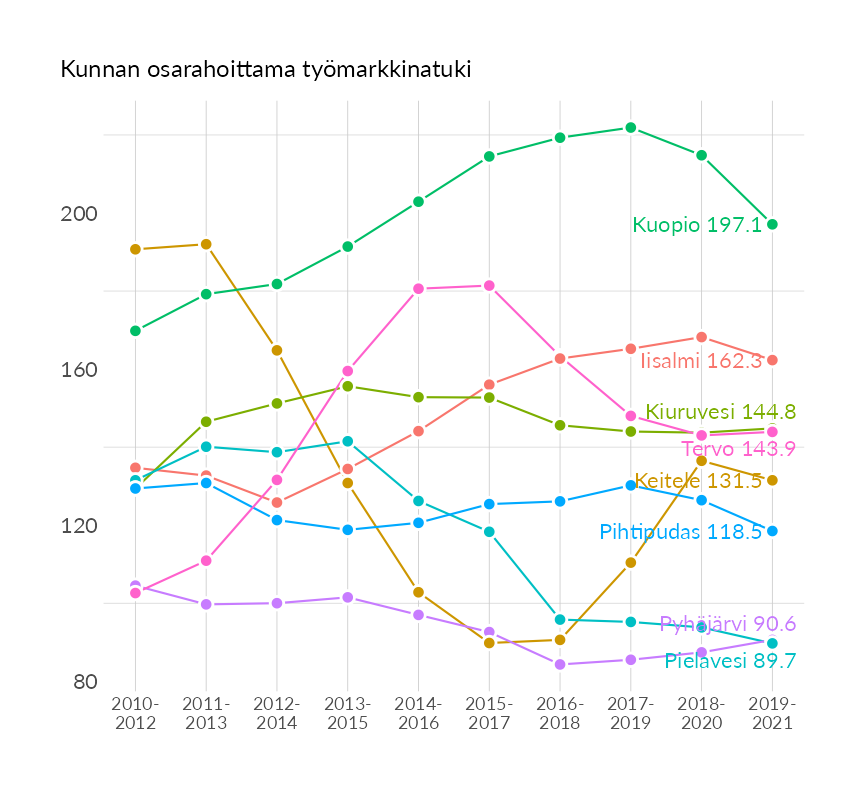 Kunnan osarahoittama työmarkkinatuki
200
Kuopio 197.1
160
Iisalmi 162.3
Kiuruvesi 144.8
Tervo 143.9
Keitele 131.5
120
Pihtipudas 118.5
Pyhäjärvi 90.6
Pielavesi 89.7
80
2010-
2012
2011-
2013
2012-
2014
2013-
2015
2014-
2016
2015-
2017
2016-
2018
2017-
2019
2018-
2020
2019-
2021